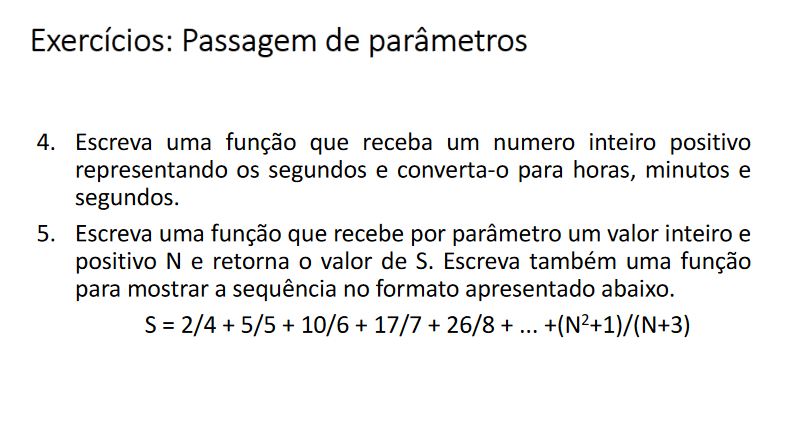 Exercícios: Passagem de parâmetros
4. Escreva uma função que receba um numero inteiro positivo
representando os segundos e converta-o para horas, minutos e
segundos.
5. Escreva uma função que recebe por parâmetro um valor inteiro e
positivo N e retorna o valor de S. Escreva também uma função
para mostrar a sequência no formato apresentado abaixo.
S = 2/4 + 5/5 + 10/6 + 17/7 + 26/8 + ... +(N²+1)/(N+3)